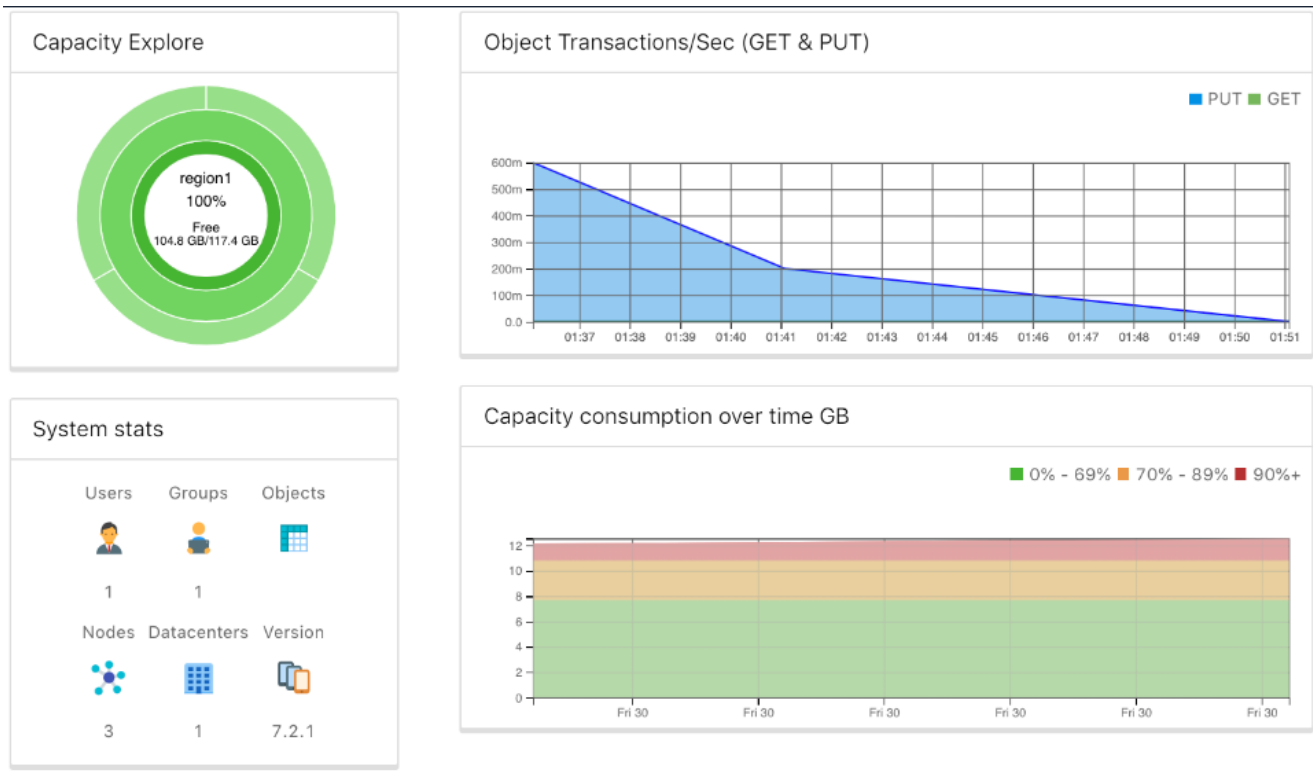 Capacity Explore
region1
100%
Free
104.8 GB/117.4 GB
Object Transactions/Sec (GET & PUT)
PUT GET
600m
500m
400m
300m
200m
100m
0.0
01:37 01:38 01:39 01:40 01:41 01:42 01:43 01:44 01:45 01:46 01:47 01:48 01:49 01:50 01:51
System stats
Users Groups Objects
1 1
Nodes Datacenters Version
3 1 7.2.1
Capacity consumption over time GB
0% - 69% 70% - 89% 90%+
12
10
8
6
4
2
0
Fri 30 Fri 30 Fri 30 Fri 30 Fri 30 Fri 30